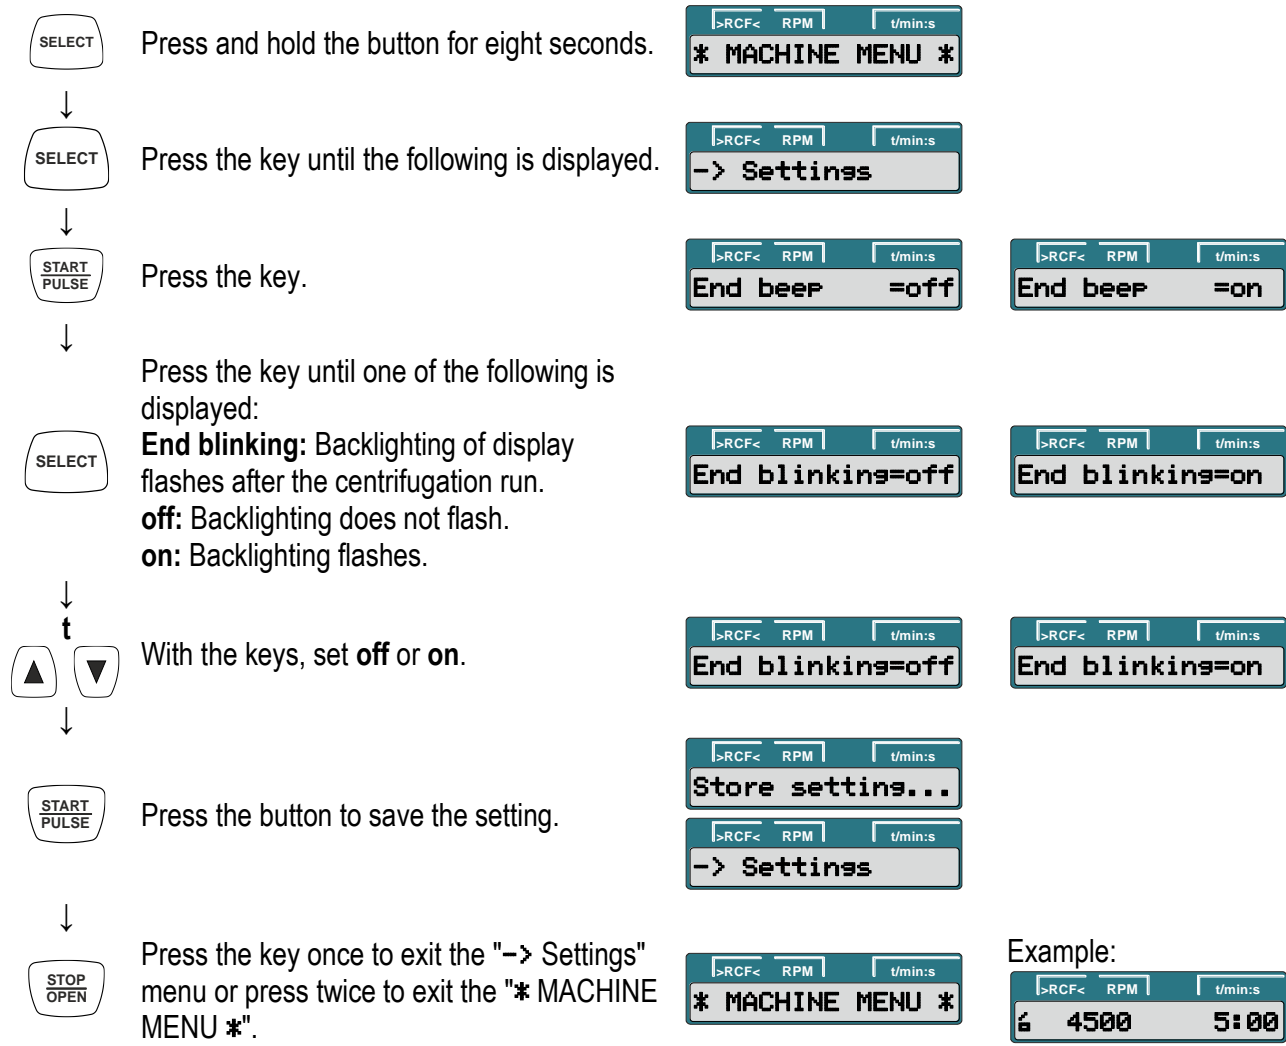 SELECT
Press and hold the button for eight seconds.
>RCF< RPM t/min:s
* MACHINE MENU *
↓
SELECT
Press the key until the following is displayed.
>RCF< RPM t/min:s
-> Settings
↓
START
PULSE
Press the key.
>RCF< RPM t/min:s
End beep =off
>RCF< RPM t/min:s
End beep =on
↓
SELECT
Press the key until one of the following is
displayed:
End blinking: Backlighting of display
flashes after the centrifugation run.
off: Backlighting does not flash.
on: Backlighting flashes.
>RCF< RPM t/min:s
End blinking=off
>RCF< RPM t/min:s
End blinking=on
↓
t
▲ ▼
With the keys, set off or on.
>RCF< RPM t/min:s
End blinking=off
>RCF< RPM t/min:s
End blinking=on
↓
START
PULSE
Press the button to save the setting.
>RCF< RPM t/min:s
Store setting...
>RCF< RPM t/min:s
-> Settings
↓
STOP
OPEN
Press the key once to exit the "-> Settings"
menu or press twice to exit the "* MACHINE
MENU *".
>RCF< RPM t/min:s
* MACHINE MENU *
Example:
>RCF< RPM t/min:s
4500 5:00